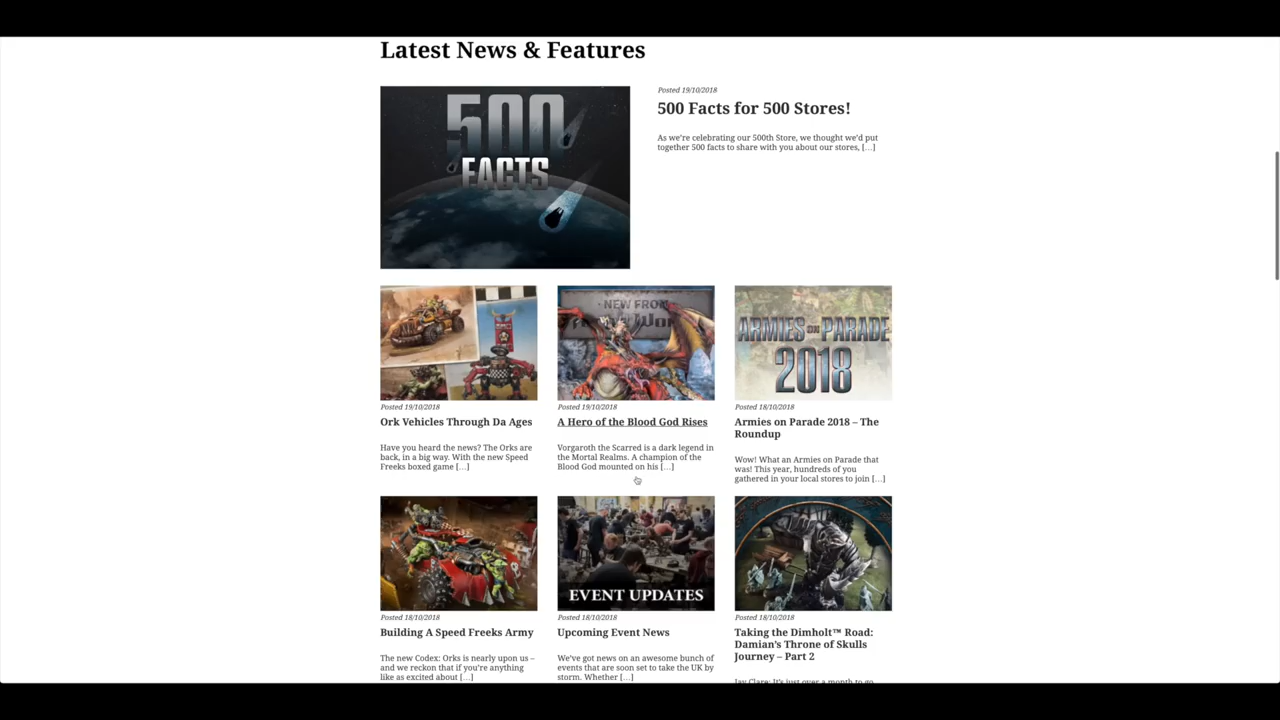 Latest News & Features
500
FACTS
Posted 19/10/2018
500 Facts for 500 Stores!
As we're celebrating our 500th Store, we thought we'd put
together 500 facts to share with you about our stores, […]
Posted 19/10/2018
Ork Vehicles Through Da Ages
Have you heard the news? The Orks are
back, in a big way. With the new Speed
Freeks boxed game […]
NEW FROM
Posted 19/10/2018
A Hero of the Blood God Rises
Vorgaroth the Scarred is a dark legend in
the Mortal Realms. A champion of the
Blood God mounted on his […]
ARMIES ON PARADE
2018
Posted 18/10/2018
Armies on Parade 2018 – The
Roundup
Wow! What an Armies on Parade that
was! This year, hundreds of you
gathered in your local stores to join […]
Posted 18/10/2018
Building A Speed Freeks Army
The new Codex: Orks is nearly upon us –
and we reckon that if you're anything
like as excited about […]
EVENT UPDATES
Posted 18/10/2018
Upcoming Event News
We've got news on an awesome bunch of
events that are soon set to take the UK by
storm. Whether […]
Posted 18/10/2018
Taking the Dimholt™ Road:
Damian's Throne of Skulls
Journey – Part 2
Jay Clare: It's just over a month to go